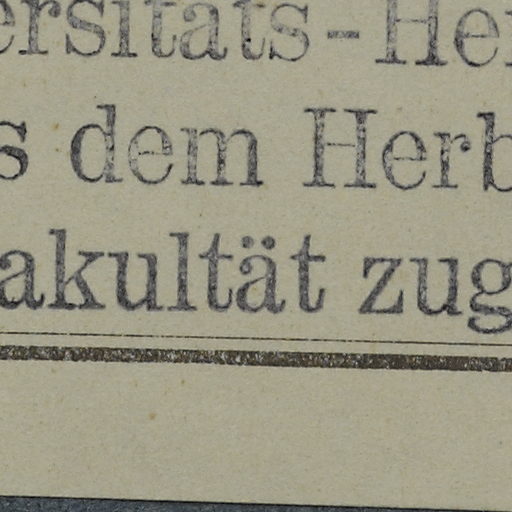 ersitäts-He
s dem Herb
akultät zug